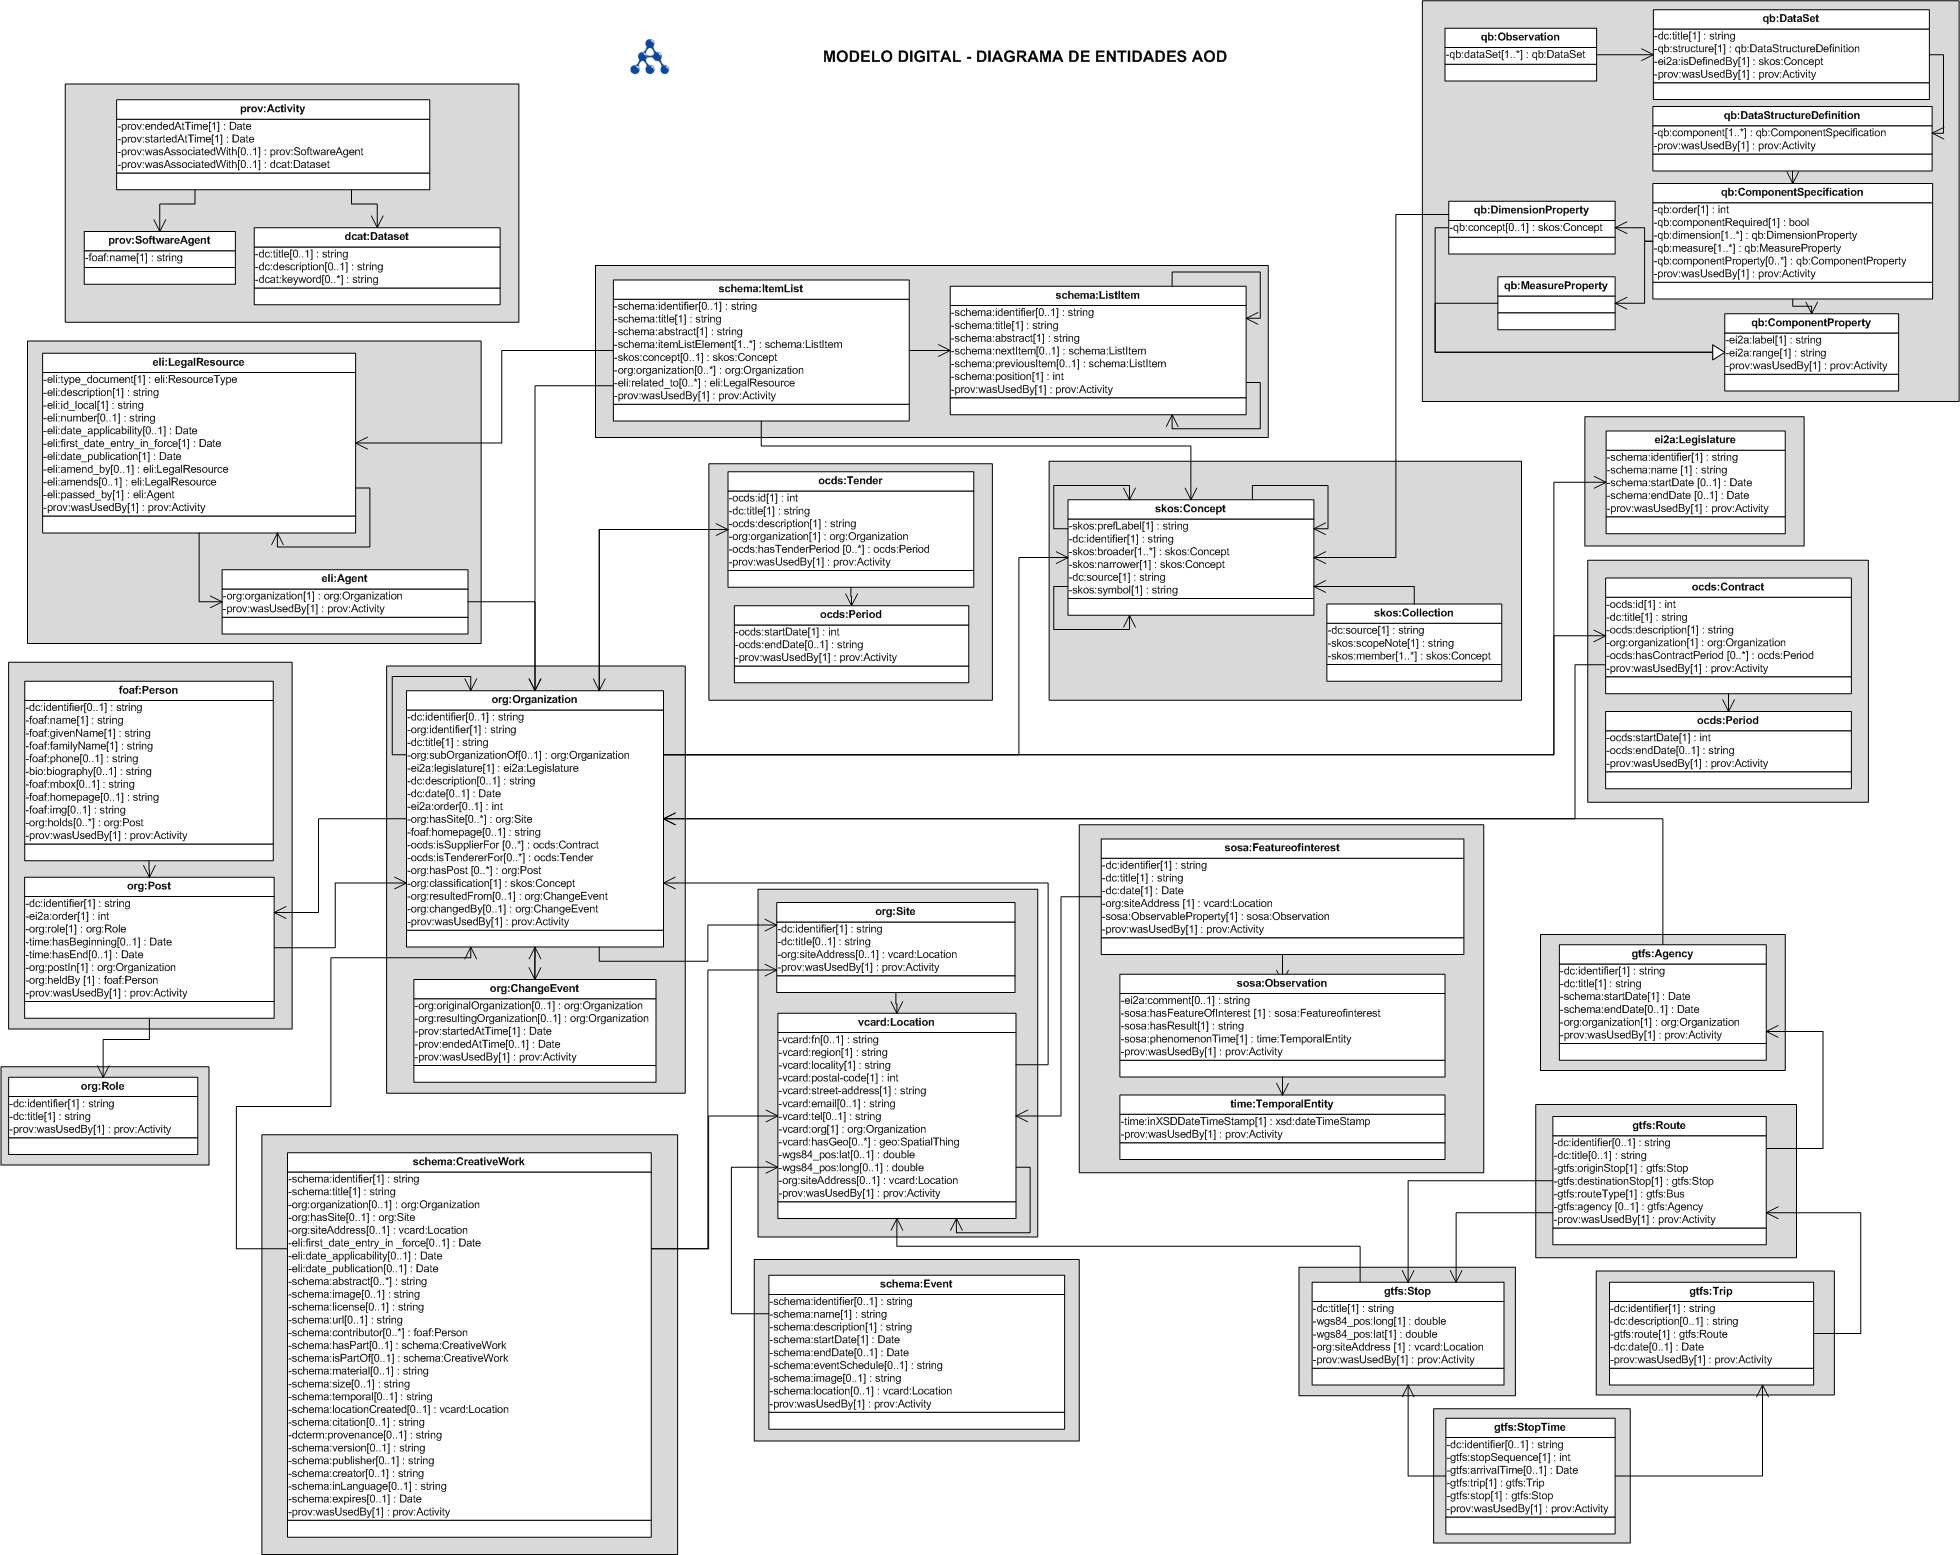 MODELO DIGITAL - DIAGRAMA DE ENTIDADES AOD
prov:Activity
-prov:endedAtTime[1] : Date
-prov:startedAtTime[1] : Date
-prov:wasAssociatedWith[0..1] : prov:SoftwareAgent
-prov:wasAssociatedWith[0..1] : dcat:Dataset
prov:SoftwareAgent
-foaf:name[1] : string
dcat:Dataset
-dc:title[0..1] : string
-dc:description[0..1] : string
-dcat:keyword[0..*] : string
qb:Observation
-qb:dataSet[1..*] : qb:DataSet
qb:DataSet
-dc:title[1] : string
-qb:structure[1] : qb:DataStructureDefinition
-ei2a:isDefinedBy[1] : skos:Concept
-prov:wasUsedBy[1] : prov:Activity
qb:DataStructureDefinition
-qb:component[1..*] : qb:ComponentSpecification
-prov:wasUsedBy[1] : prov:Activity
qb:ComponentSpecification
-qb:order[1] : int
-qb:componentRequired[1] : bool
-qb:dimension[1..*] : qb:DimensionProperty
-qb:measure[1..*] : qb:MeasureProperty
-qb:componentProperty[0..*] : qb:ComponentProperty
-prov:wasUsedBy[1] : prov:Activity
qb:DimensionProperty
-qb:concept[0..1] : skos:Concept
qb:MeasureProperty
qb:ComponentProperty
-ei2a:label[1] : string
-ei2a:range[1] : string
-prov:wasUsedBy[1] : prov:Activity
schema:ItemList
-schema:identifier[0..1] : string
-schema:title[1] : string
-schema:abstract[1] : string
-schema:itemListElement[1..*] : schema:ListItem
-skos:concept[0..1] : skos:Concept
-org:organization[0..*] : org:Organization
-eli:related_to[0..*] : eli:LegalResource
-prov:wasUsedBy[1] : prov:Activity
schema:ListItem
-schema:identifier[0..1] : string
-schema:title[1] : string
-schema:abstract[1] : string
-schema:nextItem[0..1] : schema:ListItem
-schema:previousItem[0..1] : schema:ListItem
-schema:position[1] : int
-prov:wasUsedBy[1] : prov:Activity
eli:LegalResource
-eli:type_document[1] : eli:ResourceType
-eli:description[1] : string
-eli:id_local[1] : string
-eli:number[0..1] : string
-eli:date_applicability[0..1] : Date
-eli:first_date_entry_in_force[1] : Date
-eli:date_publication[1] : Date
-eli:amend_by[0..1] : eli:LegalResource
-eli:amends[0..1] : eli:LegalResource
-eli:passed_by[1] : eli:Agent
-prov:wasUsedBy[1] : prov:Activity
eli:Agent
-org:organization[1] : org:Organization
-prov:wasUsedBy[1] : prov:Activity
ocds:Tender
-ocds:id[1] : int
-dc:title[1] : string
-ocds:description[1] : string
-org:organization[1] : org:Organization
-ocds:hasTenderPeriod [0..*] : ocds:Period
-prov:wasUsedBy[1] : prov:Activity
ocds:Period
-ocds:startDate[1] : int
-ocds:endDate[0..1] : string
-prov:wasUsedBy[1] : prov:Activity
skos:Concept
-skos:prefLabel[1] : string
-dc:identifier[1] : string
-skos:broader[1..*] : skos:Concept
-skos:narrower[1] : skos:Concept
-dc:source[1] : string
-skos:symbol[1] : string
skos:Collection
-dc:source[1] : string
-skos:scopeNote[1] : string
-skos:member[1..*] : skos:Concept
ei2a:Legislature
-schema:identifier[1] : string
-schema:name [1] : string
-schema:startDate [0..1] : Date
-schema:endDate [0..1] : Date
-prov:wasUsedBy[1] : prov:Activity
ocds:Contract
-ocds:id[1] : int
-dc:title[1] : string
-ocds:description[1] : string
-org:organization[1] : org:Organization
-ocds:hasContractPeriod [0..*] : ocds:Period
-prov:wasUsedBy[1] : prov:Activity
ocds:Period
-ocds:startDate[1] : int
-ocds:endDate[0..1] : string
-prov:wasUsedBy[1] : prov:Activity
foaf:Person
-dc:identifier[0..1] : string
-foaf:name[1] : string
-foaf:givenName[1] : string
-foaf:familyName[1] : string
-foaf:phone[0..1] : string
-bio:biography[0..1] : string
-foaf:mbox[0..1] : string
-foaf:homepage[0..1] : string
-foaf:img[0..1] : string
-org:holds[0..*] : org:Post
-prov:wasUsedBy[1] : prov:Activity
org:Post
-dc:identifier[1] : string
-ei2a:order[1] : int
-org:role[1] : org:Role
-time:hasBeginning[0..1] : Date
-time:hasEnd[0..1] : Date
-org:postIn[1] : org:Organization
-org:heldBy [1] : foaf:Person
-prov:wasUsedBy[1] : prov:Activity
org:Role
-dc:identifier[1] : string
-dc:title[1] : string
-prov:wasUsedBy[1] : prov:Activity
org:Organization
-dc:identifier[0..1] : string
-org:identifier[1] : string
-dc:title[1] : string
-org:subOrganizationOf[0..1] : org:Organization
-ei2a:legislature[1] : ei2a:Legislature
-dc:description[0..1] : string
-dc:date[0..1] : Date
-ei2a:order[0..1] : int
-org:hasSite[0..*] : org:Site
-foaf:homepage[0..1] : string
-ocds:isSupplierFor [0..*] : ocds:Contract
-ocds:isTendererFor[0..*] : ocds:Tender
-org:hasPost [0..*] : org:Post
-org:classification[1] : skos:Concept
-org:resultedFrom[0..1] : org:ChangeEvent
-org:changedBy[0..1] : org:ChangeEvent
-prov:wasUsedBy[1] : prov:Activity
org:ChangeEvent
-org:originalOrganization[0..1] : org:Organization
-org:resultingOrganization[0..1] : org:Organization
-prov:startedAtTime[1] : Date
-prov:endedAtTime[0..1] : Date
-prov:wasUsedBy[1] : prov:Activity
org:Site
-dc:identifier[1] : string
-dc:title[0..1] : string
-org:siteAddress[0..1] : vcard:Location
-prov:wasUsedBy[1] : prov:Activity
vcard:Location
-vcard:fn[0..1] : string
-vcard:region[1] : string
-vcard:locality[1] : string
-vcard:postal-code[1] : int
-vcard:street-address[1] : string
-vcard:email[0..1] : string
-vcard:tel[0..1] : string
-vcard:org[1] : org:Organization
-vcard:hasGeo[0..*] : geo:SpatialThing
-wgs84_pos:lat[0..1] : double
-wgs84_pos:long[0..1] : double
-org:siteAddress[0..1] : vcard:Location
-prov:wasUsedBy[1] : prov:Activity
sosa:Featureofinterest
-dc:identifier[1] : string
-dc:title[1] : string
-dc:date[1] : Date
-org:siteAddress [1] : vcard:Location
-sosa:ObservableProperty[1] : sosa:Observation
-prov:wasUsedBy[1] : prov:Activity
sosa:Observation
-ei2a:comment[0..1] : string
-sosa:hasFeatureOfInterest [1] : sosa:Featureofinterest
-sosa:hasResult[1] : string
-sosa:phenomenonTime[1] : time:TemporalEntity
-prov:wasUsedBy[1] : prov:Activity
time:TemporalEntity
-time:inXSDDateTimeStamp[1] : xsd:dateTimeStamp
-prov:wasUsedBy[1] : prov:Activity
gtfs:Agency
-dc:identifier[1] : string
-dc:title[1] : string
-schema:startDate[1] : Date
-schema:endDate[0..1] : Date
-org:organization[1] : org:Organization
-prov:wasUsedBy[1] : prov:Activity
gtfs:Route
-dc:identifier[0..1] : string
-dc:title[0..1] : string
-gtfs:originStop[1] : gtfs:Stop
-gtfs:destinationStop[1] : gtfs:Stop
-gtfs:routeType[1] : gtfs:Bus
-gtfs:agency [0..1] : gtfs:Agency
-prov:wasUsedBy[1] : prov:Activity
schema:CreativeWork
-schema:identifier[1] : string
-schema:title[1] : string
-org:organization[0..1] : org:Organization
-org:hasSite[0..1] : org:Site
-org:siteAddress[0..1] : vcard:Location
-eli:first_date_entry_in _force[0..1] : Date
-eli:date_applicability[0..1] : Date
-eli:date_publication[0..1] : Date
-schema:abstract[0..*] : string
-schema:image[0..1] : string
-schema:license[0..1] : string
-schema:url[0..1] : string
-schema:contributor[0..*] : foaf:Person
-schema:hasPart[0..1] : schema:CreativeWork
-schema:isPartOf[0..1] : schema:CreativeWork
-schema:material[0..1] : string
-schema:size[0..1] : string
-schema:temporal[0..1] : string
-schema:locationCreated[0..1] : vcard:Location
-schema:citation[0..1] : string
-dcterm:provenance[0..1] : string
-schema:version[0..1] : string
-schema:publisher[0..1] : string
-schema:creator[0..1] : string
-schema:inLanguage[0..1] : string
-schema:expires[0..1] : Date
-prov:wasUsedBy[1] : prov:Activity
schema:Event
-schema:identifier[0..1] : string
-schema:name[1] : string
-schema:description[1] : string
-schema:startDate[1] : Date
-schema:endDate[0..1] : Date
-schema:eventSchedule[0..1] : string
-schema:image[0..1] : string
-schema:location[0..1] : vcard:Location
-prov:wasUsedBy[1] : prov:Activity
gtfs:Stop
-dc:title[1] : string
-wgs84_pos:long[1] : double
-wgs84_pos:lat[1] : double
-org:siteAddress [1] : vcard:Location
-prov:wasUsedBy[1] : prov:Activity
gtfs:Trip
-dc:identifier[1] : string
-dc:description[0..1] : string
-gtfs:route[1] : gtfs:Route
-dc:date[0..1] : Date
-prov:wasUsedBy[1] : prov:Activity
gtfs:StopTime
-dc:identifier[0..1] : string
-gtfs:stopSequence[1] : int
-gtfs:arrivalTime[0..1] : Date
-gtfs:trip[1] : gtfs:Trip
-gtfs:stop[1] : gtfs:Stop
-prov:wasUsedBy[1] : prov:Activity